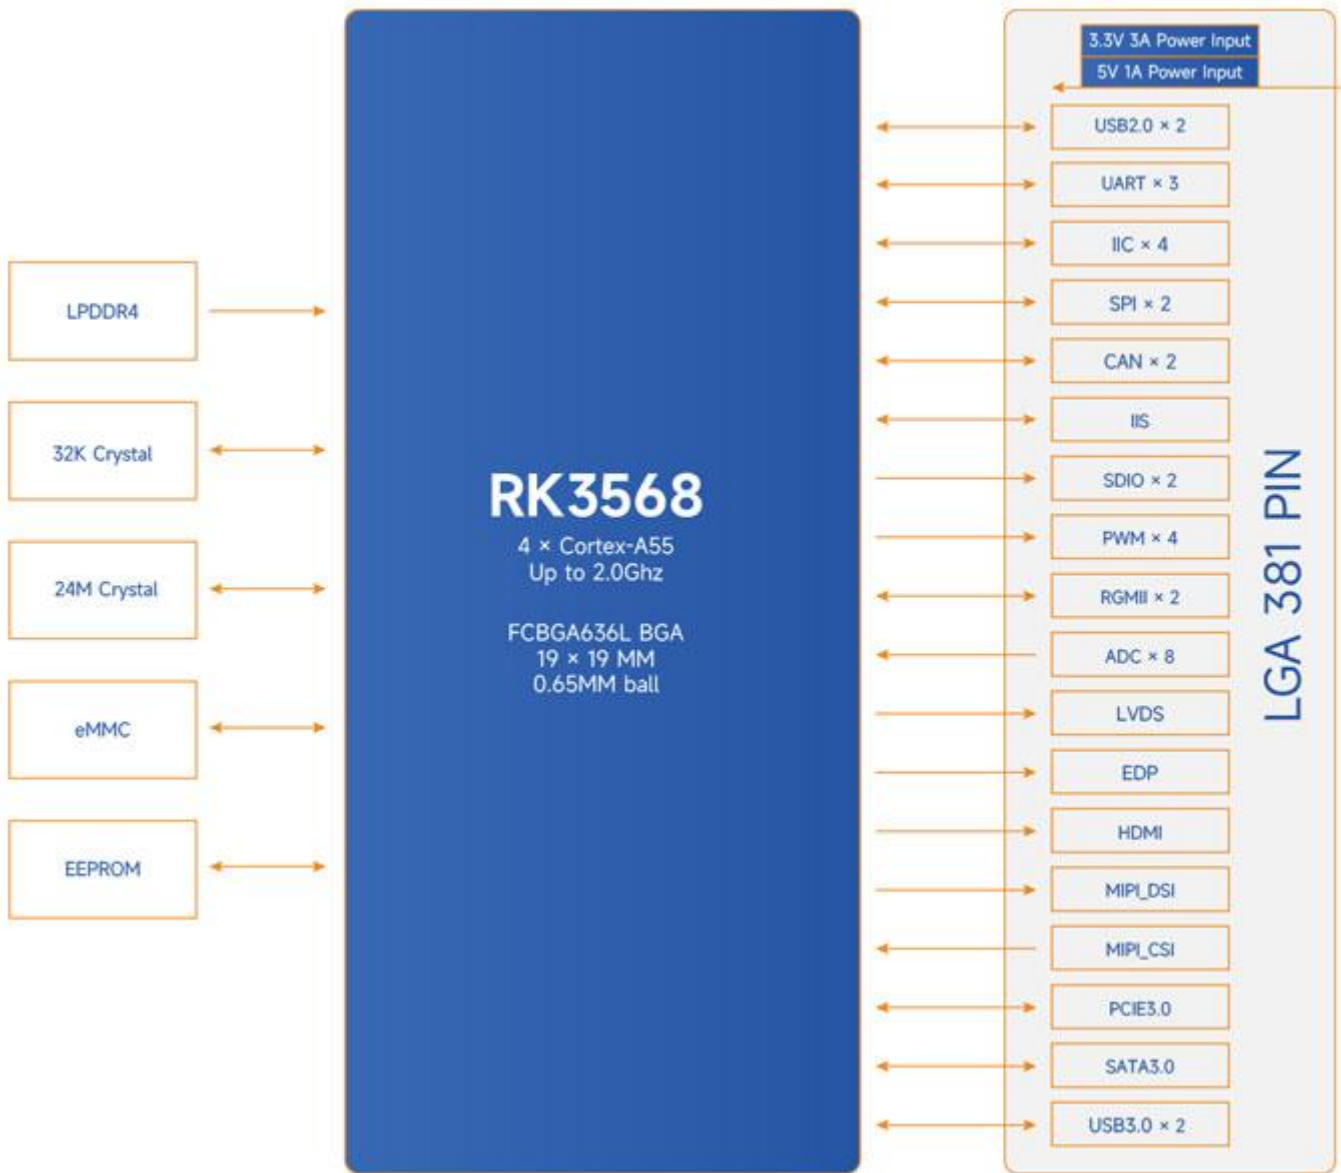 LPDDR4
32K Crystal
24M Crystal
eMMC
EEPROM
RK3568
4 × Cortex-A55
Up to 2.0Ghz
FCBGA636L BGA
19 × 19 MM
0.65MM ball
3.3V 3A Power Input
5V 1A Power Input
USB2.0 × 2
UART × 3
IIC × 4
SPI × 2
CAN × 2
IIS
SDIO × 2
PWM × 4
RGMII × 2
ADC × 8
LVDS
EDP
HDMI
MIPI_DSI
MIPI_CSI
PCIE3.0
SATA3.0
USB3.0 × 2
LGA 381 PIN